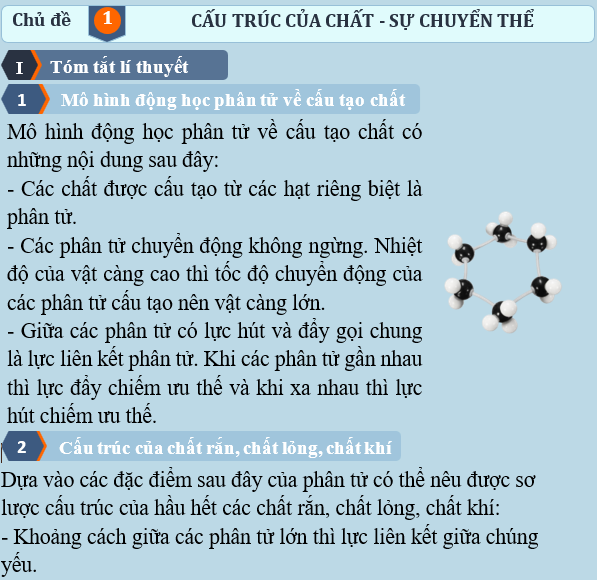 Chủ đề 1 CẤU TRÚC CỦA CHẤT - SỰ CHUYỂN THỂ
I Tóm tắt lí thuyết
1 Mô hình động học phân tử về cấu tạo chất
Mô hình động học phân tử về cấu tạo chất có
những nội dung sau đây:
- Các chất được cấu tạo từ các hạt riêng biệt là
phân tử.
- Các phân tử chuyển động không ngừng. Nhiệt
độ của vật càng cao thì tốc độ chuyển động của
các phân tử cấu tạo nên vật càng lớn.
- Giữa các phân tử có lực hút và đẩy gọi chung
là lực liên kết phân tử. Khi các phân tử gần nhau
thì lực đẩy chiếm ưu thế và khi xa nhau thì lực
hút chiếm ưu thế.
2 Cấu trúc của chất rắn, chất lỏng, chất khí
Dựa vào các đặc điểm sau đây của phân tử có thể nêu được sơ
lược cấu trúc của hầu hết các chất rắn, chất lỏng, chất khí:
- Khoảng cách giữa các phân tử lớn thì lực liên kết giữa chúng
yếu.